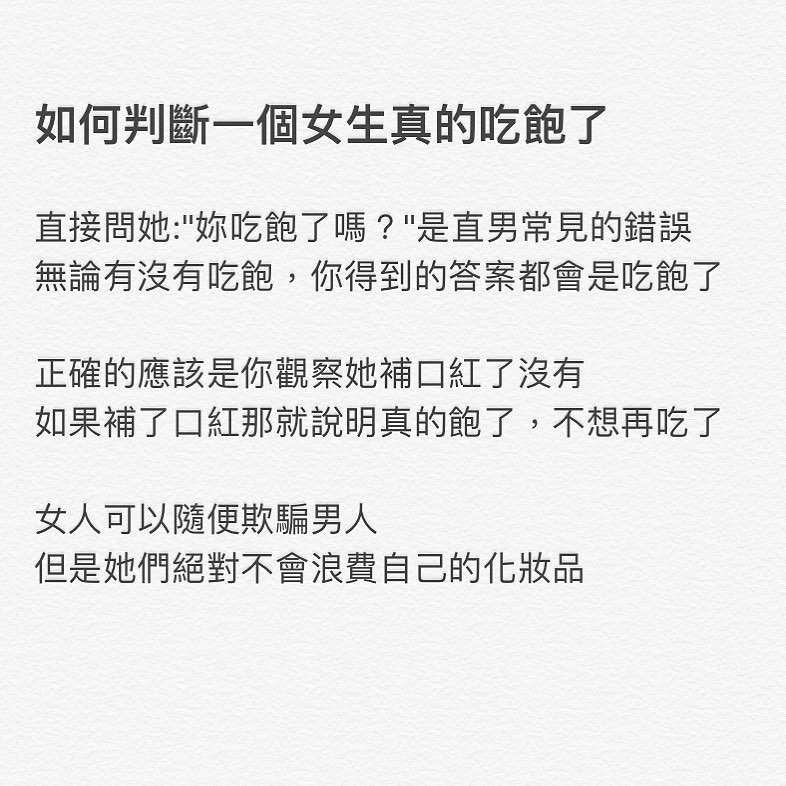 如何判斷一個女生真的吃飽了
直接問她:"妳吃飽了嗎？"是直男常見的錯誤
無論有沒有吃飽，你得到的答案都會是吃飽了
正確的應該是你觀察她補口紅了沒有
如果補了口紅那就說明真的飽了，不想再吃了
女人可以隨便欺騙男人
但是她們絕對不會浪費自己的化妝品